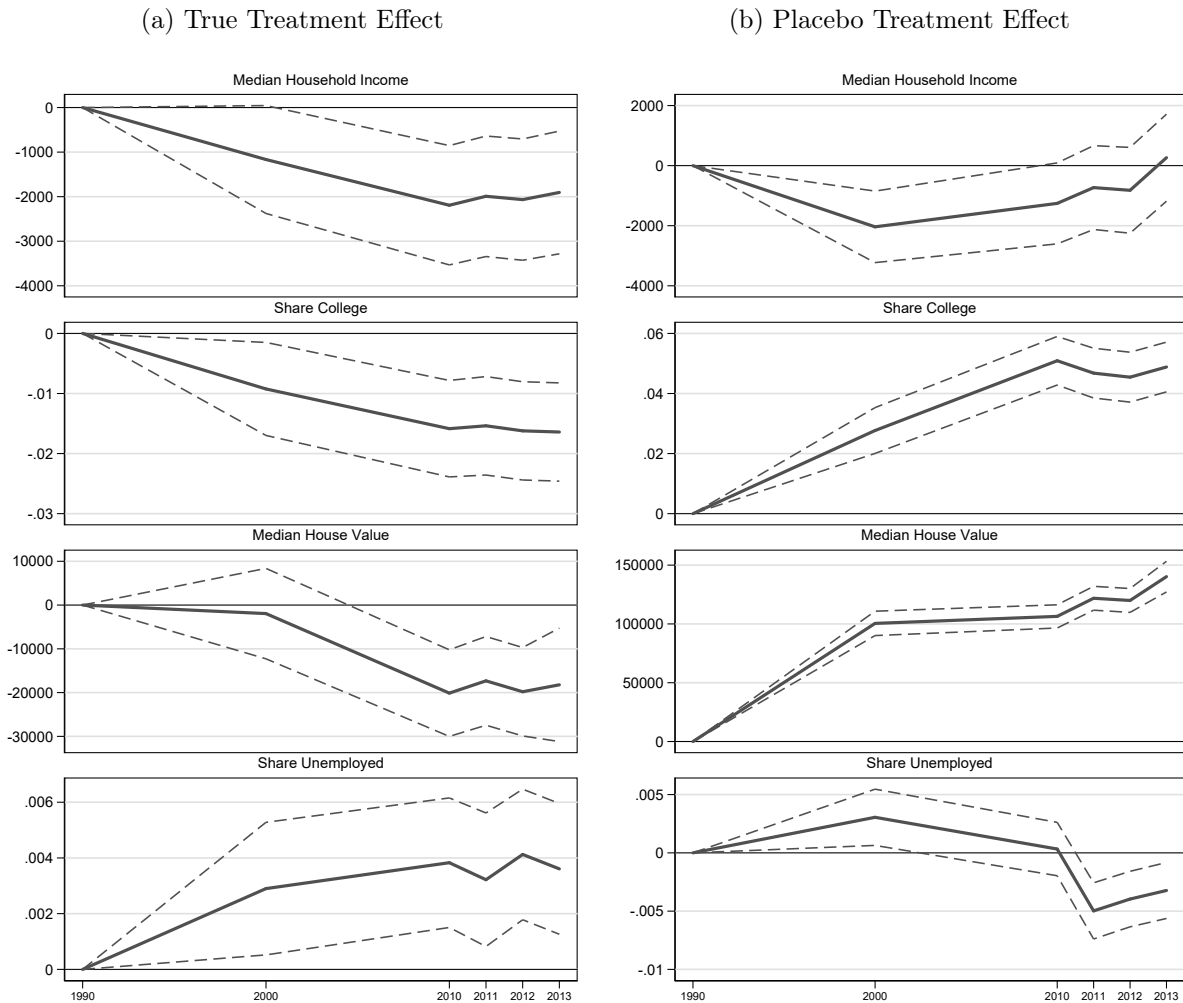 (a) True Treatment Effect
Median Household Income
0
-1000
-2000
-3000
-4000
Share College
0
-.01
-.02
-.03
Median House Value
10000
0
-10000
-20000
-30000
Share Unemployed
.006
.004
.002
0
1990 2000 2010 2011 2012 2013
(b) Placebo Treatment Effect
Median Household Income
2000
0
-2000
-4000
Share College
.06
.04
.02
0
Median House Value
150000
100000
50000
0
Share Unemployed
.005
0
-.005
-.01
1990 2000 2010 2011 2012 2013